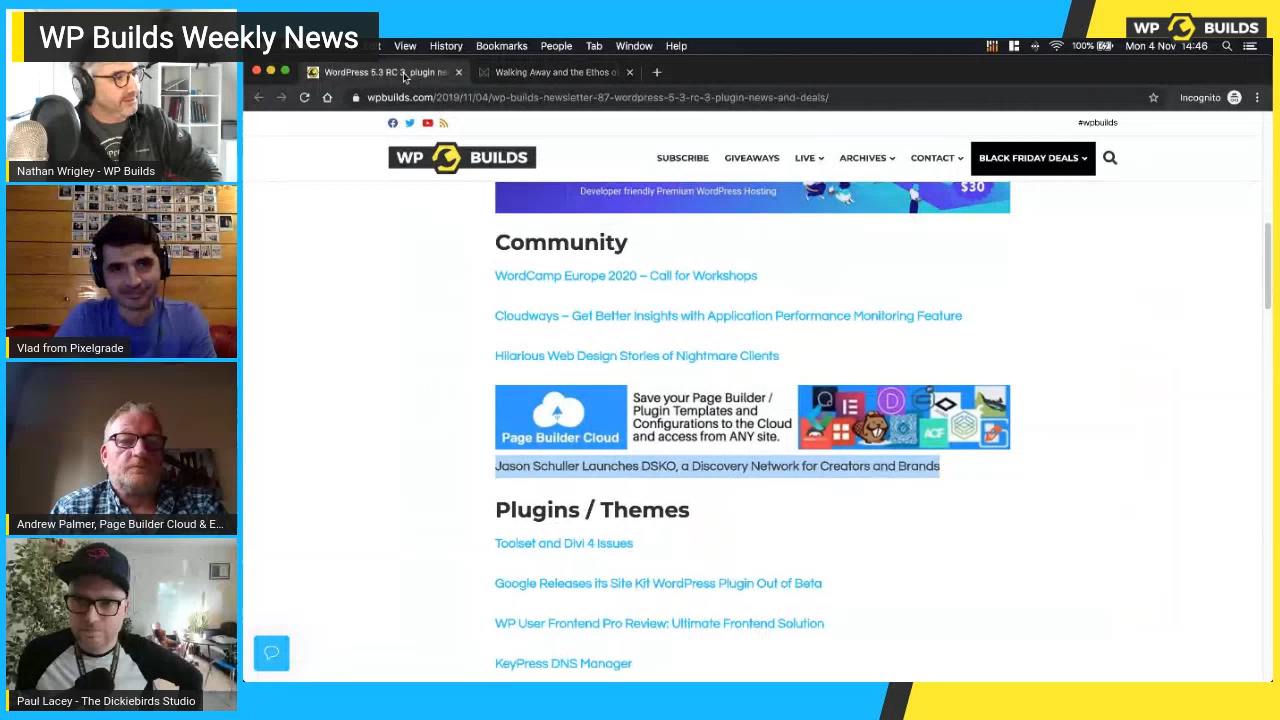 WP Builds Weekly News
WP BUILDS
View History Bookmarks People Tab Window Help
100% Mon 4 Nov 14:46
WordPress 5.3 RC 3, plugin ne
Walking Away and the Ethos o
wpbuilds.com/2019/11/04/wp-builds-newsletter-87-wordpress-5-3-rc-3-plugin-news-and-deals/
Incognito
#wpbuilds
WP BUILDS
SUBSCRIBE GIVEAWAYS LIVE ARCHIVES CONTACT BLACK FRIDAY DEALS
Developer friendly Premium WordPress Hosting
$30
Community
WordCamp Europe 2020 – Call for Workshops
Cloudways – Get Better Insights with Application Performance Monitoring Feature
Hilarious Web Design Stories of Nightmare Clients
Page Builder Cloud
Save your Page Builder /
Plugin Templates and
Configurations to the Cloud
and access from ANY site.
ACF
Jason Schuller Launches DSKO, a Discovery Network for Creators and Brands
Plugins / Themes
Toolset and Divi 4 Issues
Google Releases its Site Kit WordPress Plugin Out of Beta
WP User Frontend Pro Review: Ultimate Frontend Solution
KeyPress DNS Manager
Nathan Wrigley - WP Builds
Vlad from Pixelgrade
Andrew Palmer, Page Builder Cloud & E...
Paul Lacey - The Dickiebirds Studio